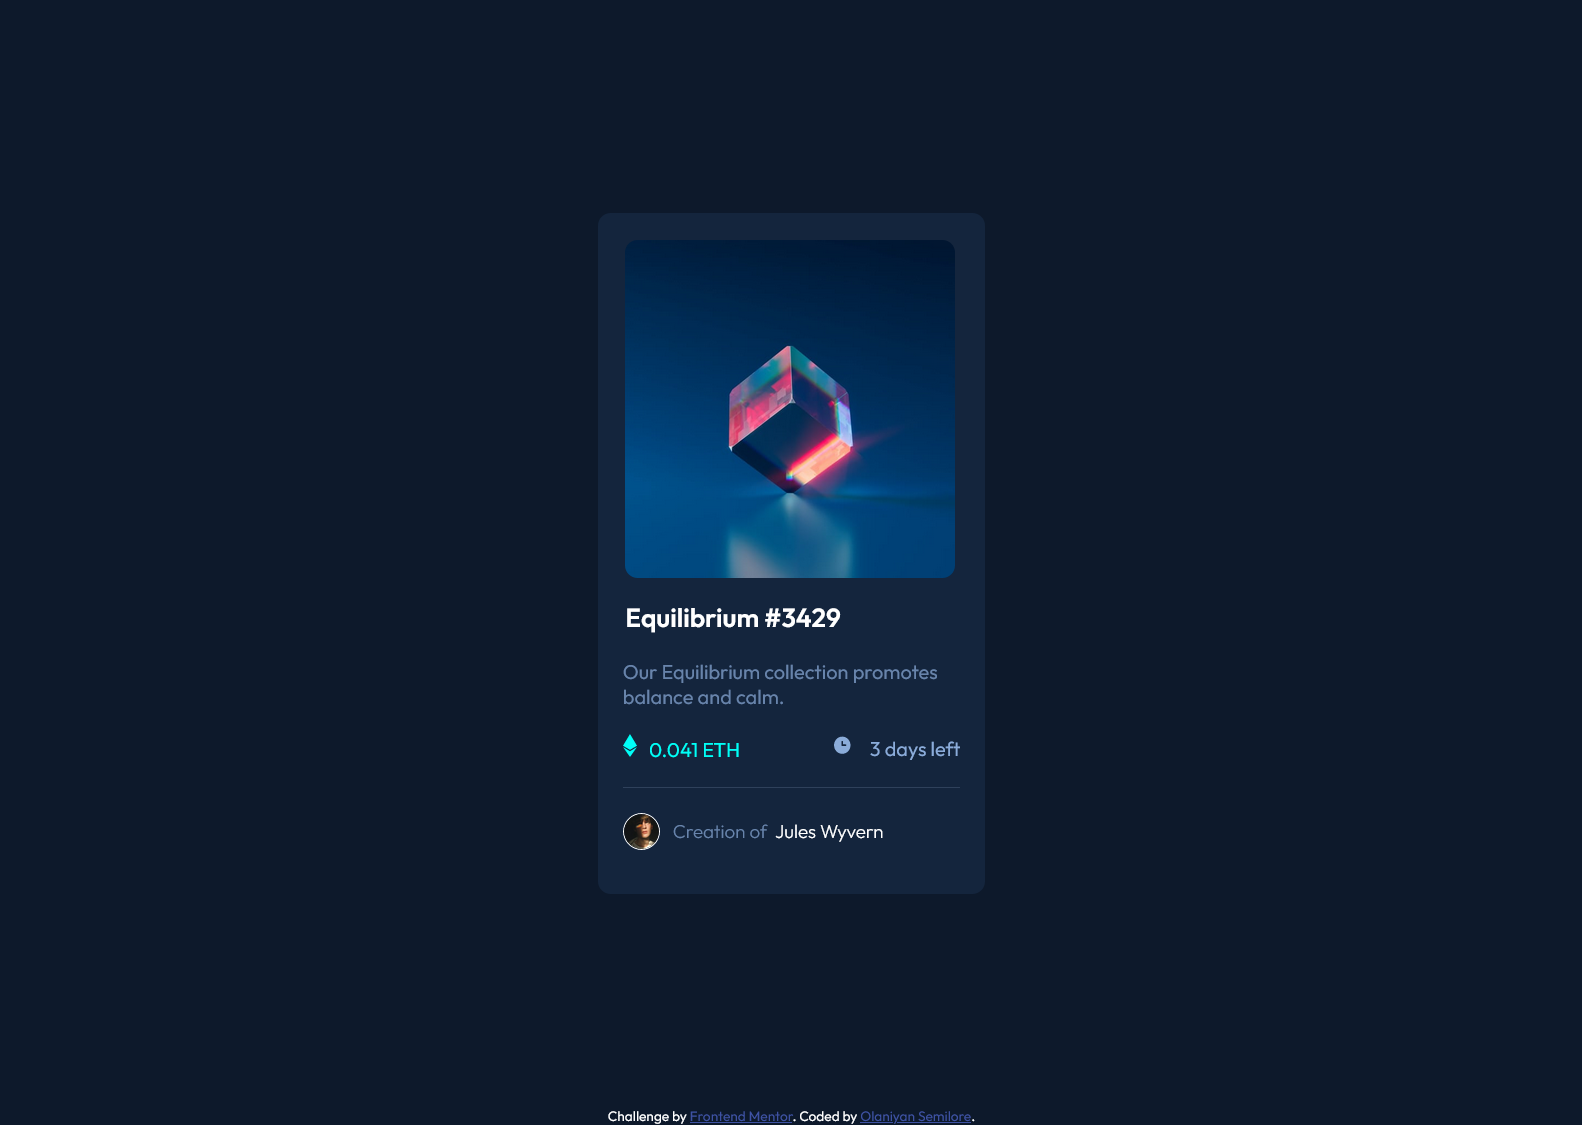 Equilibrium #3429
Our Equilibrium collection promotes
balance and calm.
0.041 ETH
3 days left
Creation of Jules Wyvern
Challenge by Frontend Mentor. Coded by Olaniyan Semilore.